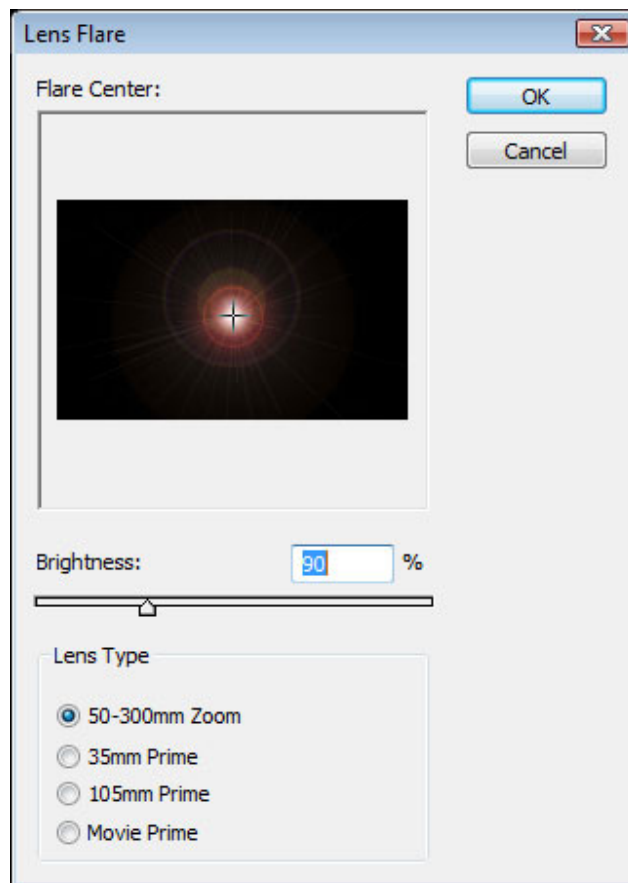 Lens Flare
Flare Center:
OK
Cancel
Brightness:
90 %
Lens Type
50-300mm Zoom
35mm Prime
105mm Prime
Movie Prime